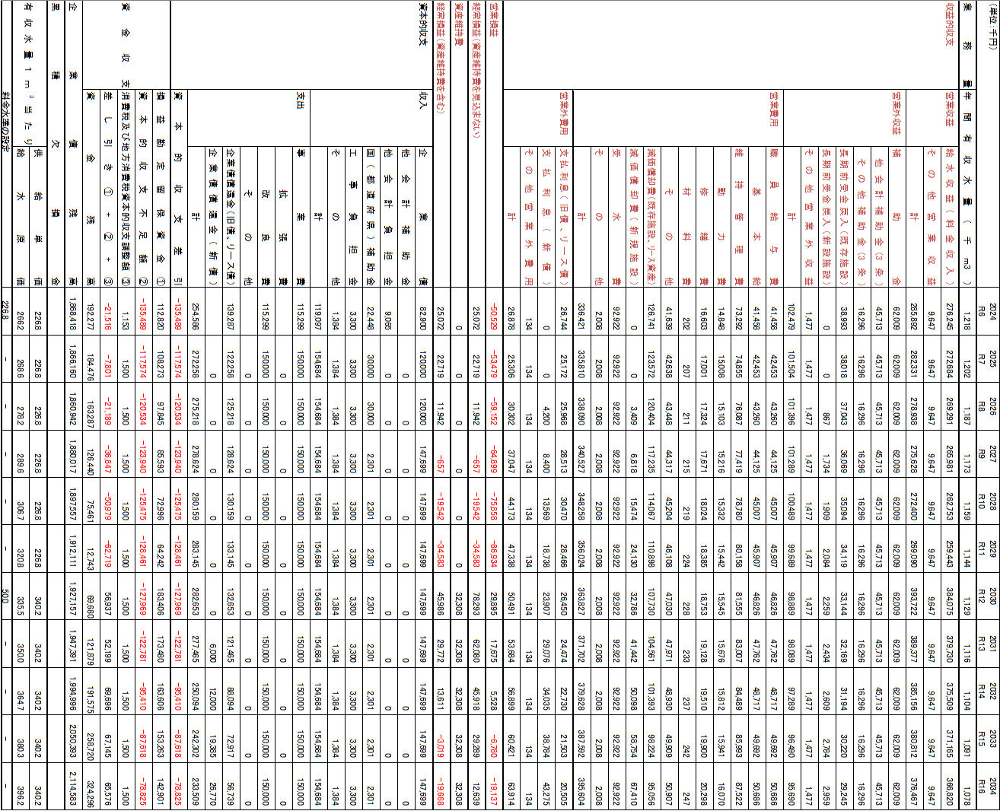 （単位：千円）
2024 2025 2026 2027 2028 2029 2030 2031 2032 2033 2034
R6 R7 R8 R9 R10 R11 R12 R13 R14 R15 R16
業務量 年間有収水量（千m3） 1,218 1,202 1,187 1,173 1,159 1,144 1,129 1,116 1,104 1,091 1,078
収益的収支 営業収益 給水収益（料金収入） 276,245 272,684 269,291 265,981 262,753 259,443 384,075 379,730 375,509 371,165 366,820
その他営業収益 9,647 9,647 9,647 9,647 9,647 9,647 9,647 9,647 9,647 9,647 9,647
計 285,892 282,331 278,938 275,628 272,400 269,090 393,722 389,377 385,156 380,812 376,467
営業外収益 補助金 62,009 62,009 62,009 62,009 62,009 62,009 62,009 62,009 62,009 62,009 62,009
他会計補助金（3条） 45,713 45,713 45,713 45,713 45,713 45,713 45,713 45,713 45,713 45,713 45,713
その他補助金（3条） 16,296 16,296 16,296 16,296 16,296 16,296 16,296 16,296 16,296 16,296 16,296
長期前受金戻入（既存施設） 38,993 38,018 37,043 36,069 35,094 34,119 33,144 32,169 31,194 30,220 29,245
長期前受金戻入（新設施設） 0 0 867 1,734 1,909 2,084 2,259 2,434 2,609 2,784 2,959
その他営業外収益 1,477 1,477 1,477 1,477 1,477 1,477 1,477 1,477 1,477 1,477 1,477
計 102,479 101,504 101,396 101,289 100,489 99,689 98,889 98,089 97,289 96,490 95,690
営業費用 職員給与費 41,458 42,453 43,260 44,125 45,007 45,907 46,826 47,762 48,717 49,692 50,686
基本給 41,458 42,453 43,260 44,125 45,007 45,907 46,826 47,762 48,717 49,692 50,686
維持管理費 73,292 74,855 76,087 77,419 78,780 80,158 81,555 83,007 84,489 85,993 87,522
動力費 14,848 15,008 15,103 15,216 15,332 15,442 15,545 15,676 15,812 15,941 16,070
修繕費 16,603 17,001 17,324 17,671 18,024 18,385 18,753 19,128 19,510 19,900 20,298
材料費 202 207 211 215 219 224 228 233 237 242 247
その他 41,639 42,638 43,448 44,317 45,204 46,108 47,030 47,971 48,930 49,909 50,907
減価償却費（既存施設、リース資産） 126,741 123,572 120,404 117,235 114,067 110,898 107,730 104,561 101,393 98,224 95,056
減価償却費（新規施設） 0 0 3,409 6,818 15,474 24,130 32,786 41,442 50,098 58,754 67,410
受水費 92,922 92,922 92,922 92,922 92,922 92,922 92,922 92,922 92,922 92,922 92,922
その他 2,008 2,008 2,008 2,008 2,008 2,008 2,008 2,008 2,008 2,008 2,008
計 336,421 335,810 338,090 340,527 348,258 356,024 363,827 371,702 379,628 387,592 395,604
営業外費用 支払利息（旧債、リース債） 26,744 25,172 25,968 28,513 30,470 28,466 26,450 24,474 22,730 21,503 20,505
支払利息（新債） 0 0 4,200 8,400 13,569 18,738 23,907 29,076 34,035 38,784 43,275
その他営業外費用 134 134 134 134 134 134 134 134 134 134 134
計 26,878 25,306 30,302 37,047 44,173 47,338 50,491 53,684 56,899 60,421 63,914
営業損益 -50,529 -53,479 -59,152 -64,899 -75,858 -86,934 29,895 17,675 5,528 -6,780 -19,137
経常損益（資産維持費を見込まない） 25,072 22,719 11,942 -657 -19,542 -34,583 78,293 62,080 45,918 29,289 12,639
資産維持費 0 0 0 0 0 0 32,308 32,308 32,308 32,308 32,308
経常損益（資産維持費を含む） 25,072 22,719 11,942 -657 -19,542 -34,583 45,986 29,772 13,611 -3,019 -19,668
資本的収支 収入 企業債 82,900 120,000 120,000 147,699 147,699 147,699 147,699 147,699 147,699 147,699 147,699
他会計補助金 0 0 0 0 0 0 0 0 0 0
他会計負担金 9,065 0 0 0 0 0 0 0 0 0 0
国（都道府県）補助金 22,448 30,000 30,000 2,301 2,301 2,301 2,301 2,301 2,301 2,301 2,301
工事負担金 3,300 3,300 3,300 3,300 3,300 3,300 3,300 3,300 3,300 3,300 3,300
その他 1,384 1,384 1,384 1,384 1,384 1,384 1,384 1,384 1,384 1,384 1,384
計 119,097 154,684 154,684 154,684 154,684 154,684 154,684 154,684 154,684 154,684 154,684
支出 事業費 115,299 150,000 150,000 150,000 150,000 150,000 150,000 150,000 150,000 150,000 150,000
拡張費 0 0 0 0 0 0 0 0 0 0
改良費 115,299 150,000 150,000 150,000 150,000 150,000 150,000 150,000 150,000 150,000 150,000
その他 0 0 0 0 0 0 0 0 0 0
企業債償還金（旧債、リース債） 139,287 122,258 125,218 128,624 130,159 133,145 132,653 121,465 88,094 72,917 56,739
企業債償還金（新債） 0 0 0 0 0 0 0 6,000 12,000 19,385 26,770
計 254,586 272,258 275,218 278,624 280,159 283,145 282,653 277,465 250,094 242,302 233,509
資本的収支差引 -135,489 -117,574 -120,534 -123,940 -125,475 -128,461 -127,969 -122,781 -95,410 -87,618 -78,825
資金収支 損益勘定留保資金① 112,820 108,273 97,845 85,593 72,996 64,242 183,406 173,480 163,606 153,263 142,901
資本的収支不足額② -135,489 -117,574 -120,534 -123,940 -125,475 -128,461 -127,969 -122,781 -95,410 -87,618 -78,825
消費税及び地方消費税資本的収支調整額③ 1,153 1,500 1,500 1,500 1,500 1,500 1,500 1,500 1,500 1,500 1,500
差し引き①+②+③ -21,516 -7,801 -21,189 -36,847 -50,979 -62,719 56,937 52,199 69,696 67,145 65,576
資金残高 192,277 184,476 163,287 126,440 75,461 12,743 69,680 121,879 191,575 258,720 324,296
企業債残高 1,868,418 1,866,160 1,860,942 1,880,017 1,897,557 1,912,111 1,927,157 1,947,391 1,994,996 2,050,393 2,114,583
累積欠損金
有収水量1m³当たり 供給単価 226.8 226.8 226.8 226.8 226.8 226.8 340.2 340.2 340.2 340.2 340.2
給水原価 266.2 268.6 278.2 289.6 306.7 320.8 335.5 350.0 364.7 380.3 396.2
料金水準の設定 226.8 - - - - - 50.0 - - - -